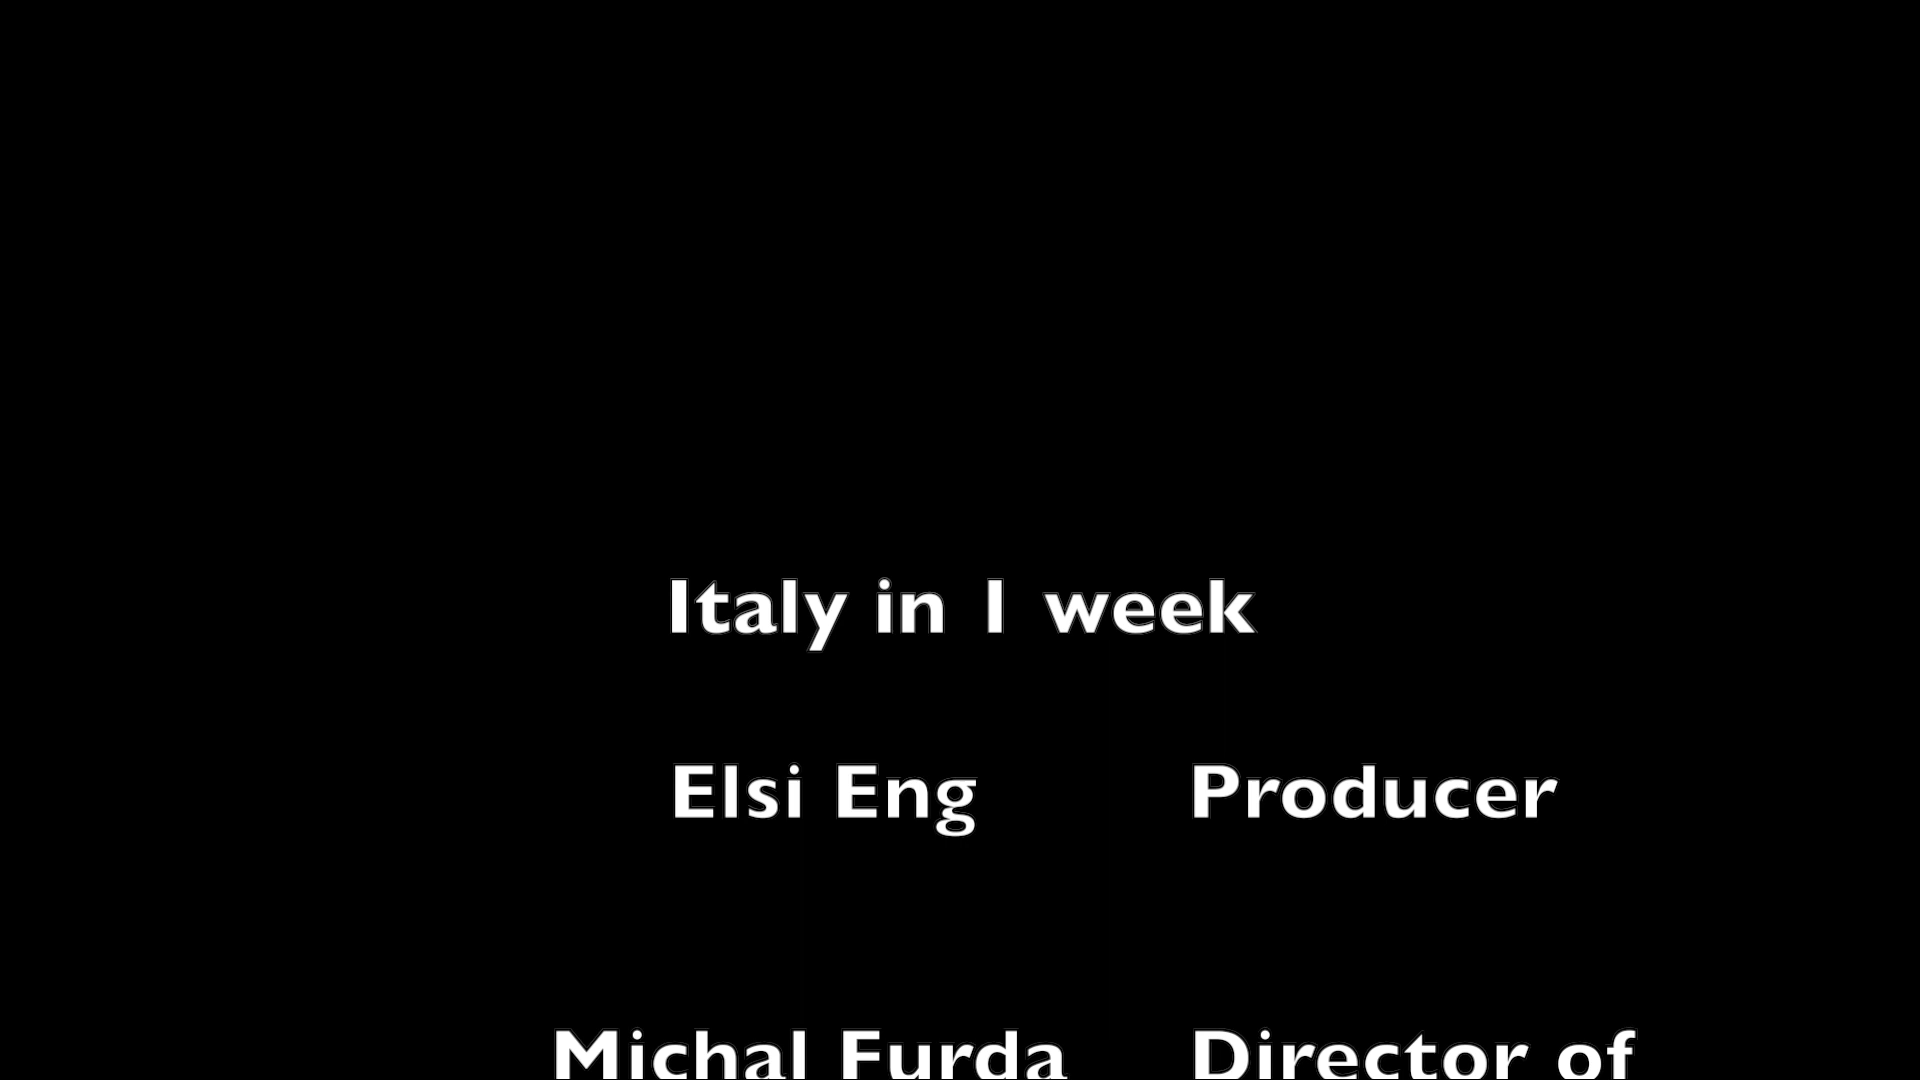 Italy in 1 week
Elsi Eng Producer
Michal Furda Director of